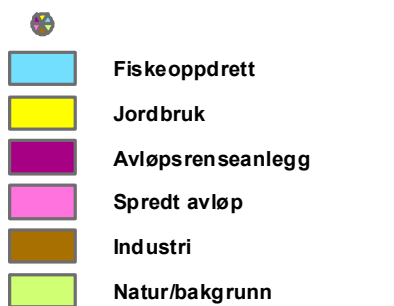 Fiskeoppdrett
Jordbruk
Avløpsrenseanlegg
Spredt avløp
Industri
Natur/bakgrunn